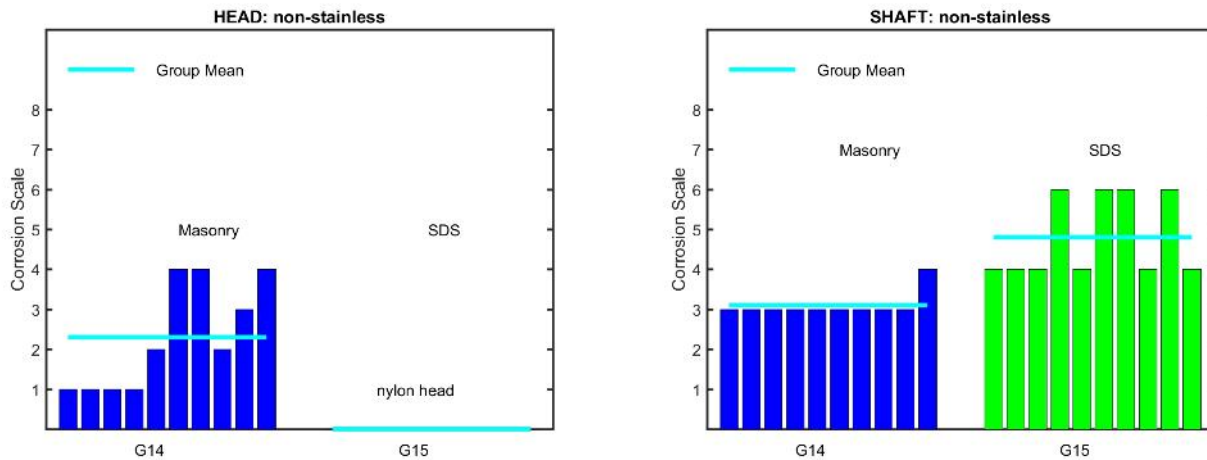 HEAD: non-stainless
Group Mean
8
7
6
5
4
3
2
1
Corrosion Scale
Masonry
SDS
nylon head
G14
G15
SHAFT: non-stainless
Group Mean
8
7
6
5
4
3
2
1
Corrosion Scale
Masonry
SDS
G14
G15